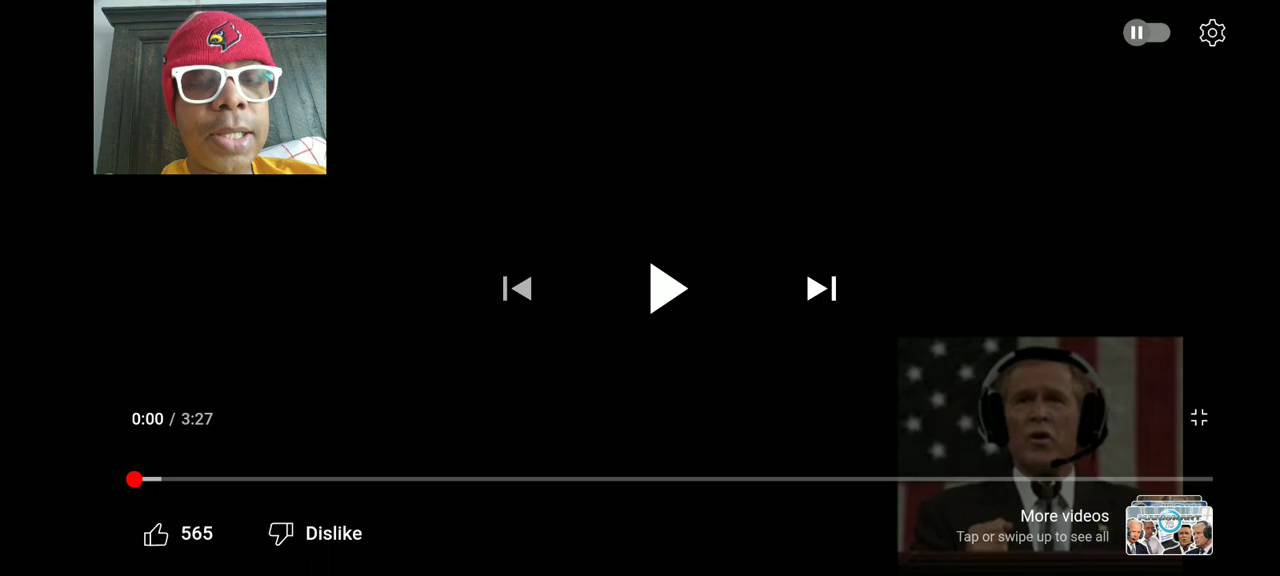 0:00 / 3:27
565
Dislike
More videos
Tap or swipe up to see all